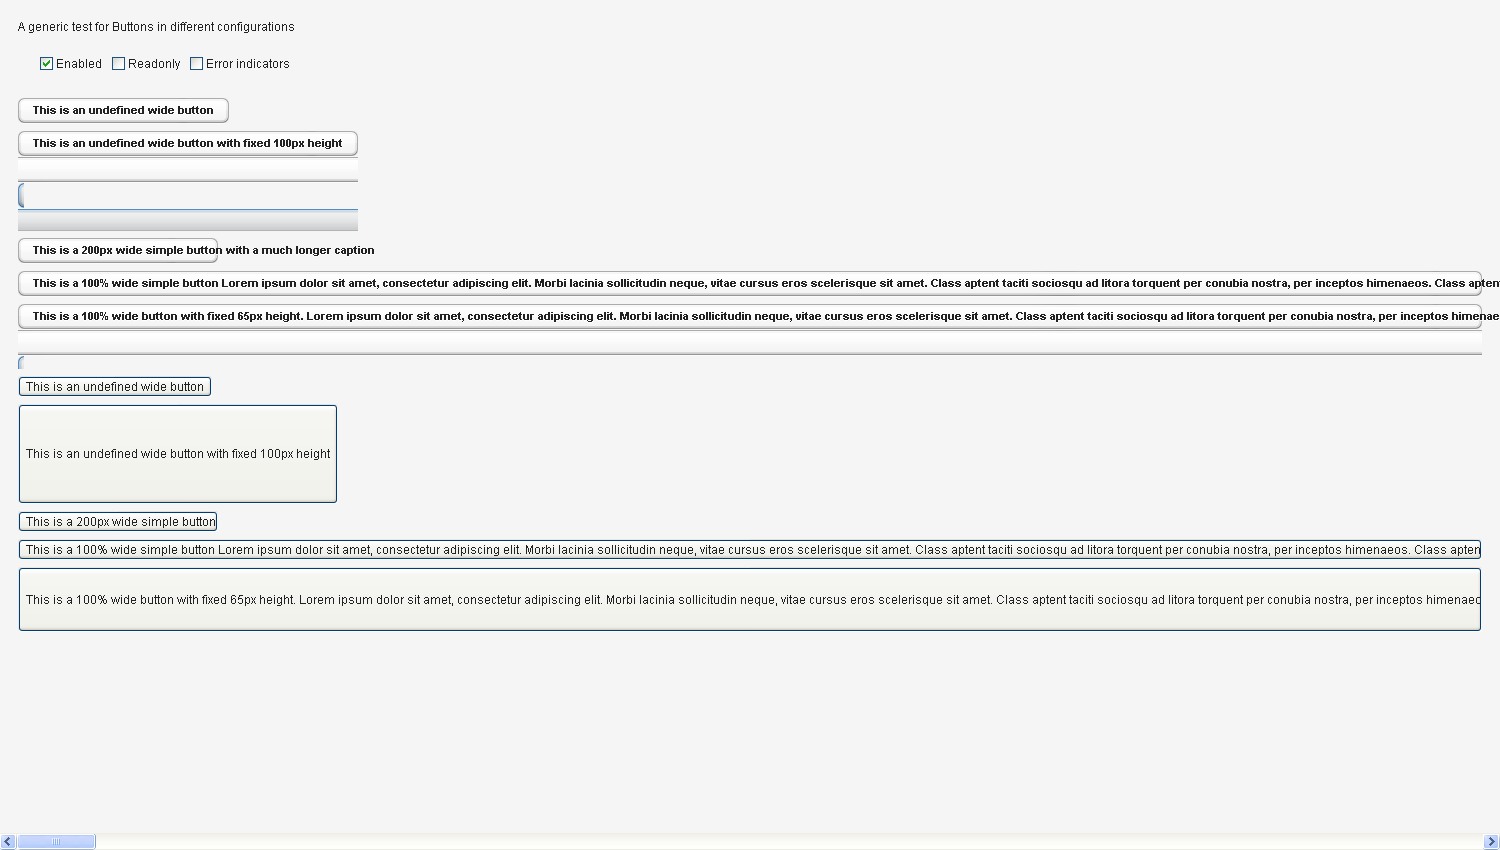 A generic test for Buttons in different configurations
Enabled Readonly Error indicators
This is an undefined wide button
This is an undefined wide button with fixed 100px height
This is a 200px wide simple button with a much longer caption
This is a 100% wide simple button Lorem ipsum dolor sit amet, consectetur adipiscing elit. Morbi lacinia sollicitudin neque, vitae cursus eros scelerisque sit amet. Class aptent taciti sociosqu ad litora torquent per conubia nostra, per inceptos himenaeos. Class aptent
This is a 100% wide button with fixed 65px height. Lorem ipsum dolor sit amet, consectetur adipiscing elit. Morbi lacinia sollicitudin neque, vitae cursus eros scelerisque sit amet. Class aptent taciti sociosqu ad litora torquent per conubia nostra, per inceptos himenae
This is an undefined wide button
This is an undefined wide button with fixed 100px height
This is a 200px wide simple button
This is a 100% wide simple button Lorem ipsum dolor sit amet, consectetur adipiscing elit. Morbi lacinia sollicitudin neque, vitae cursus eros scelerisque sit amet. Class aptent taciti sociosqu ad litora torquent per conubia nostra, per inceptos himenaeos. Class apten
This is a 100% wide button with fixed 65px height. Lorem ipsum dolor sit amet, consectetur adipiscing elit. Morbi lacinia sollicitudin neque, vitae cursus eros scelerisque sit amet. Class aptent taciti sociosqu ad litora torquent per conubia nostra, per inceptos himenaeo